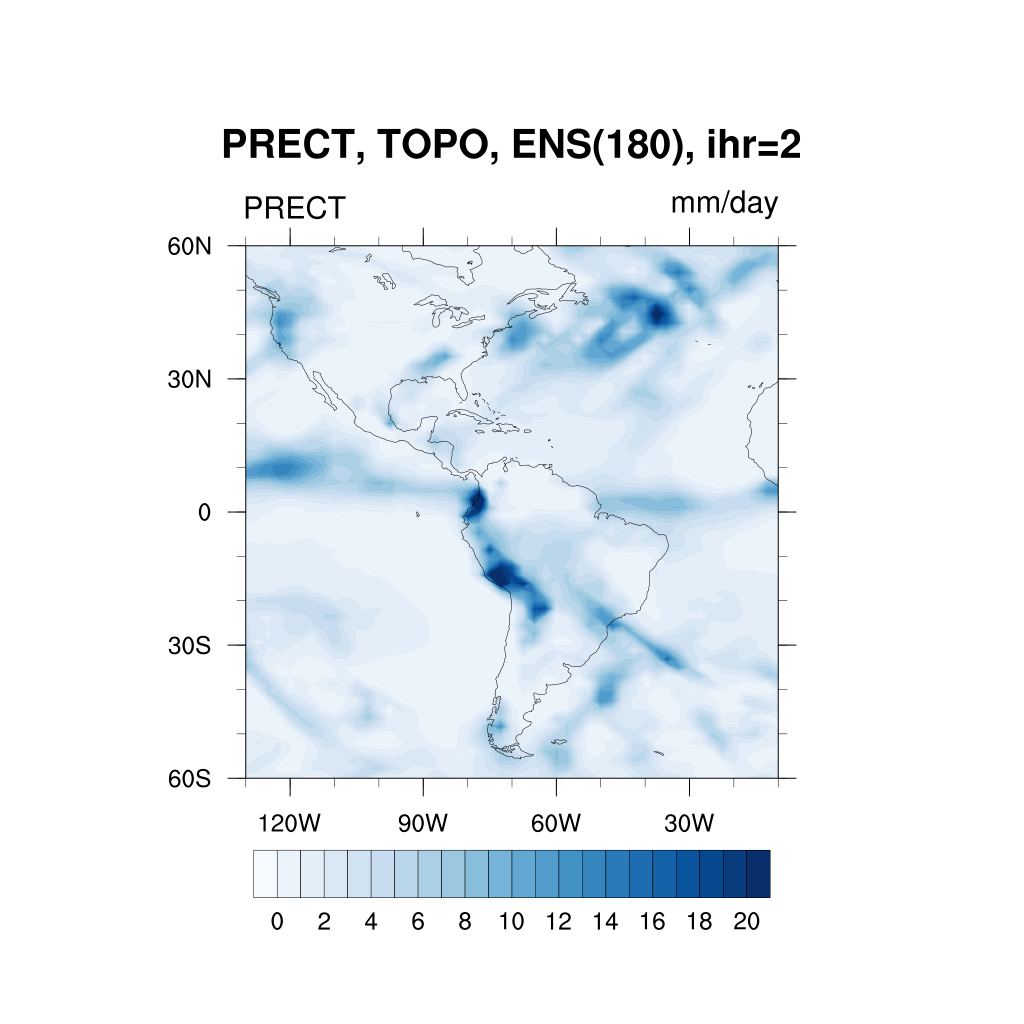 PRECT, TOPO, ENS(180), ihr=2
PRECT mm/day
60N
30N
0
30S
60S
120W 90W 60W 30W
0 2 4 6 8 10 12 14 16 18 20